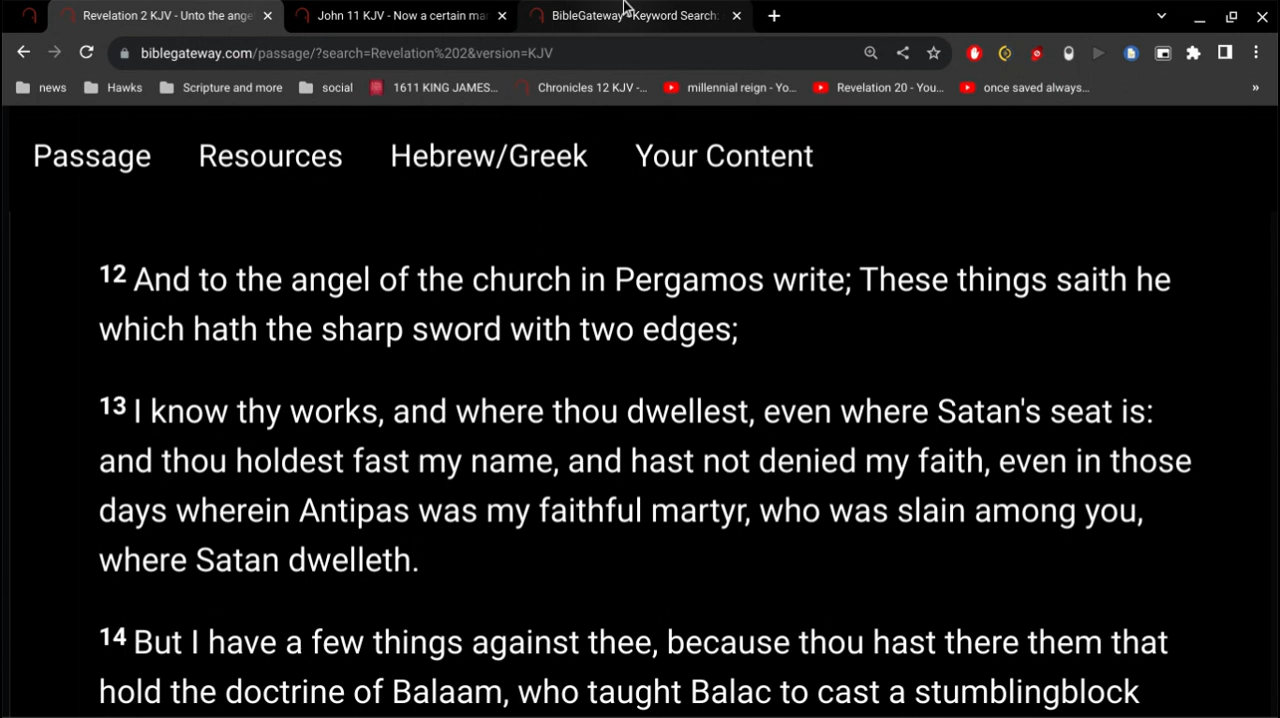 Revelation 2 KJV - Unto the ange
John 11 KJV - Now a certain ma
BibleGateway - Keyword Search:
biblegateway.com/passage/?search=Revelation%202&version=KJV
news
Hawks
Scripture and more
social
1611 KING JAMES...
Chronicles 12 KJV -...
millennial reign - Yo...
Revelation 20 - You...
once saved always...
»
Passage Resources Hebrew/Greek Your Content
12 And to the angel of the church in Pergamos write; These things saith he
which hath the sharp sword with two edges;
13 I know thy works, and where thou dwellest, even where Satan's seat is:
and thou holdest fast my name, and hast not denied my faith, even in those
days wherein Antipas was my faithful martyr, who was slain among you,
where Satan dwelleth.
14 But I have a few things against thee, because thou hast there them that
hold the doctrine of Balaam, who taught Balac to cast a stumblingblock